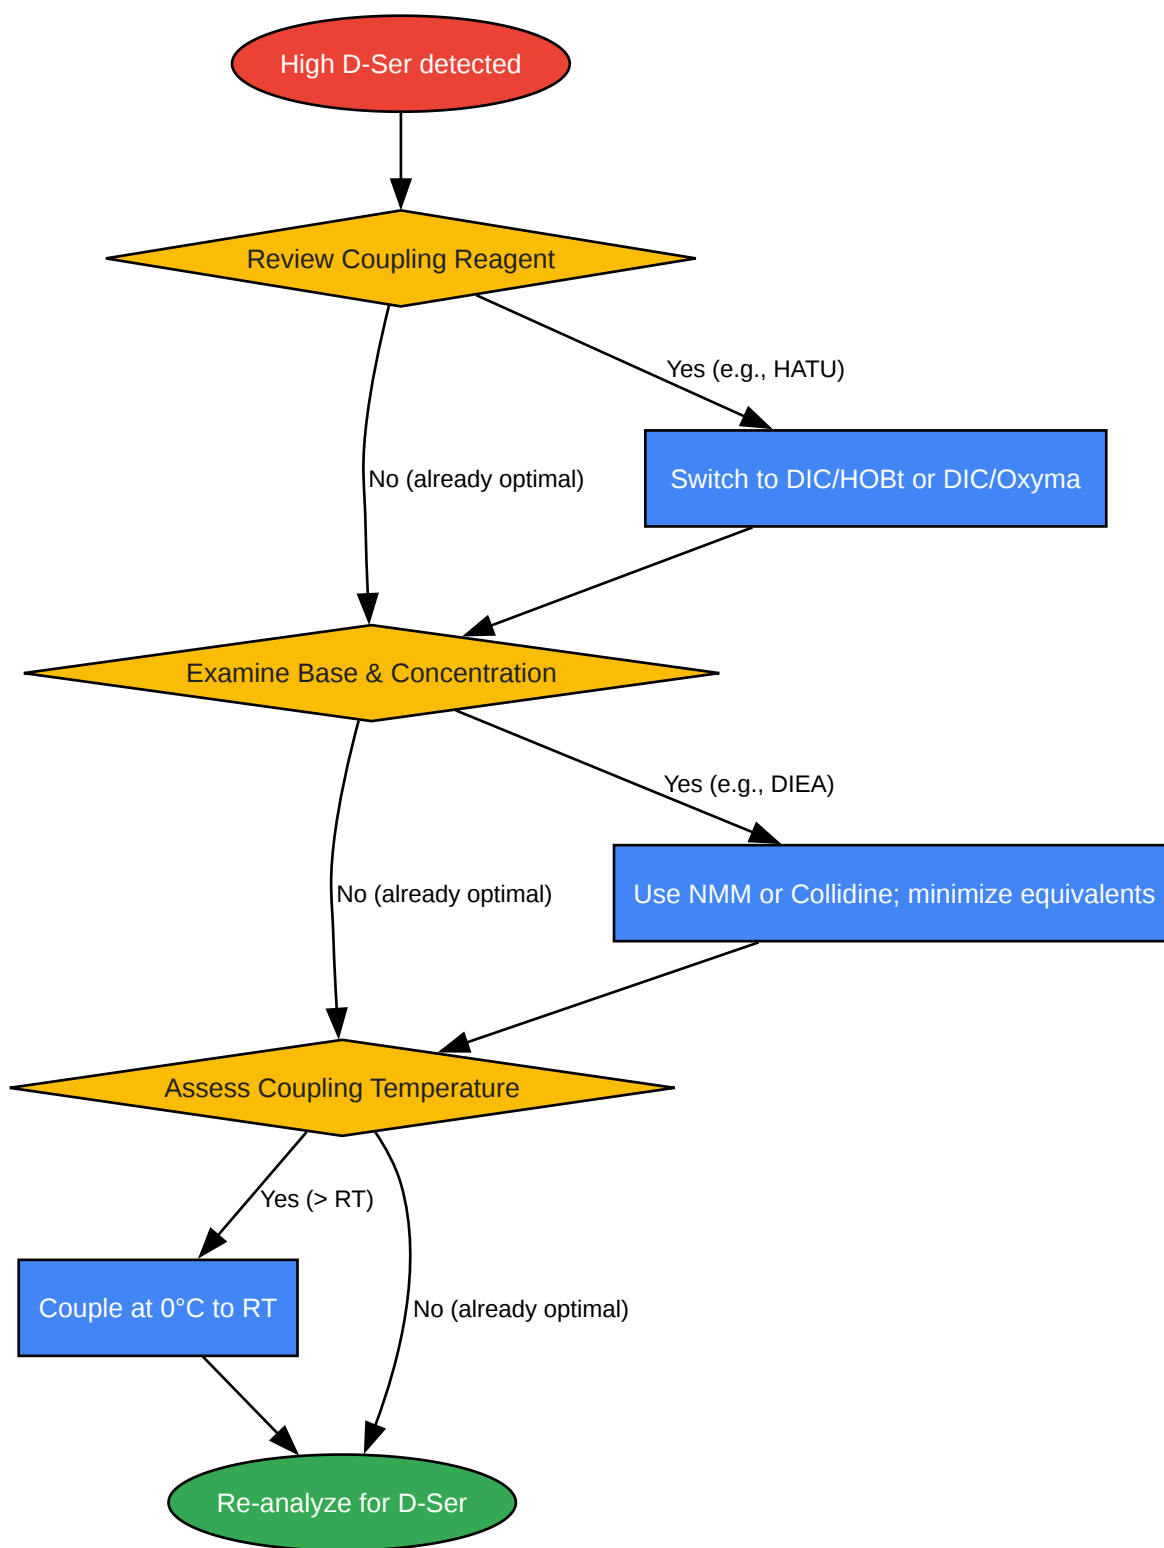 High D-Ser detected
Review Coupling Reagent
Yes (e.g., HATU)
No (already optimal)
Switch to DIC/HOBt or DIC/Oxyma
Examine Base & Concentration
Yes (e.g., DIEA)
No (already optimal)
Use NMM or Collidine; minimize equivalents
Assess Coupling Temperature
Yes (> RT)
Couple at 0°C to RT
No (already optimal)
Re-analyze for D-Ser